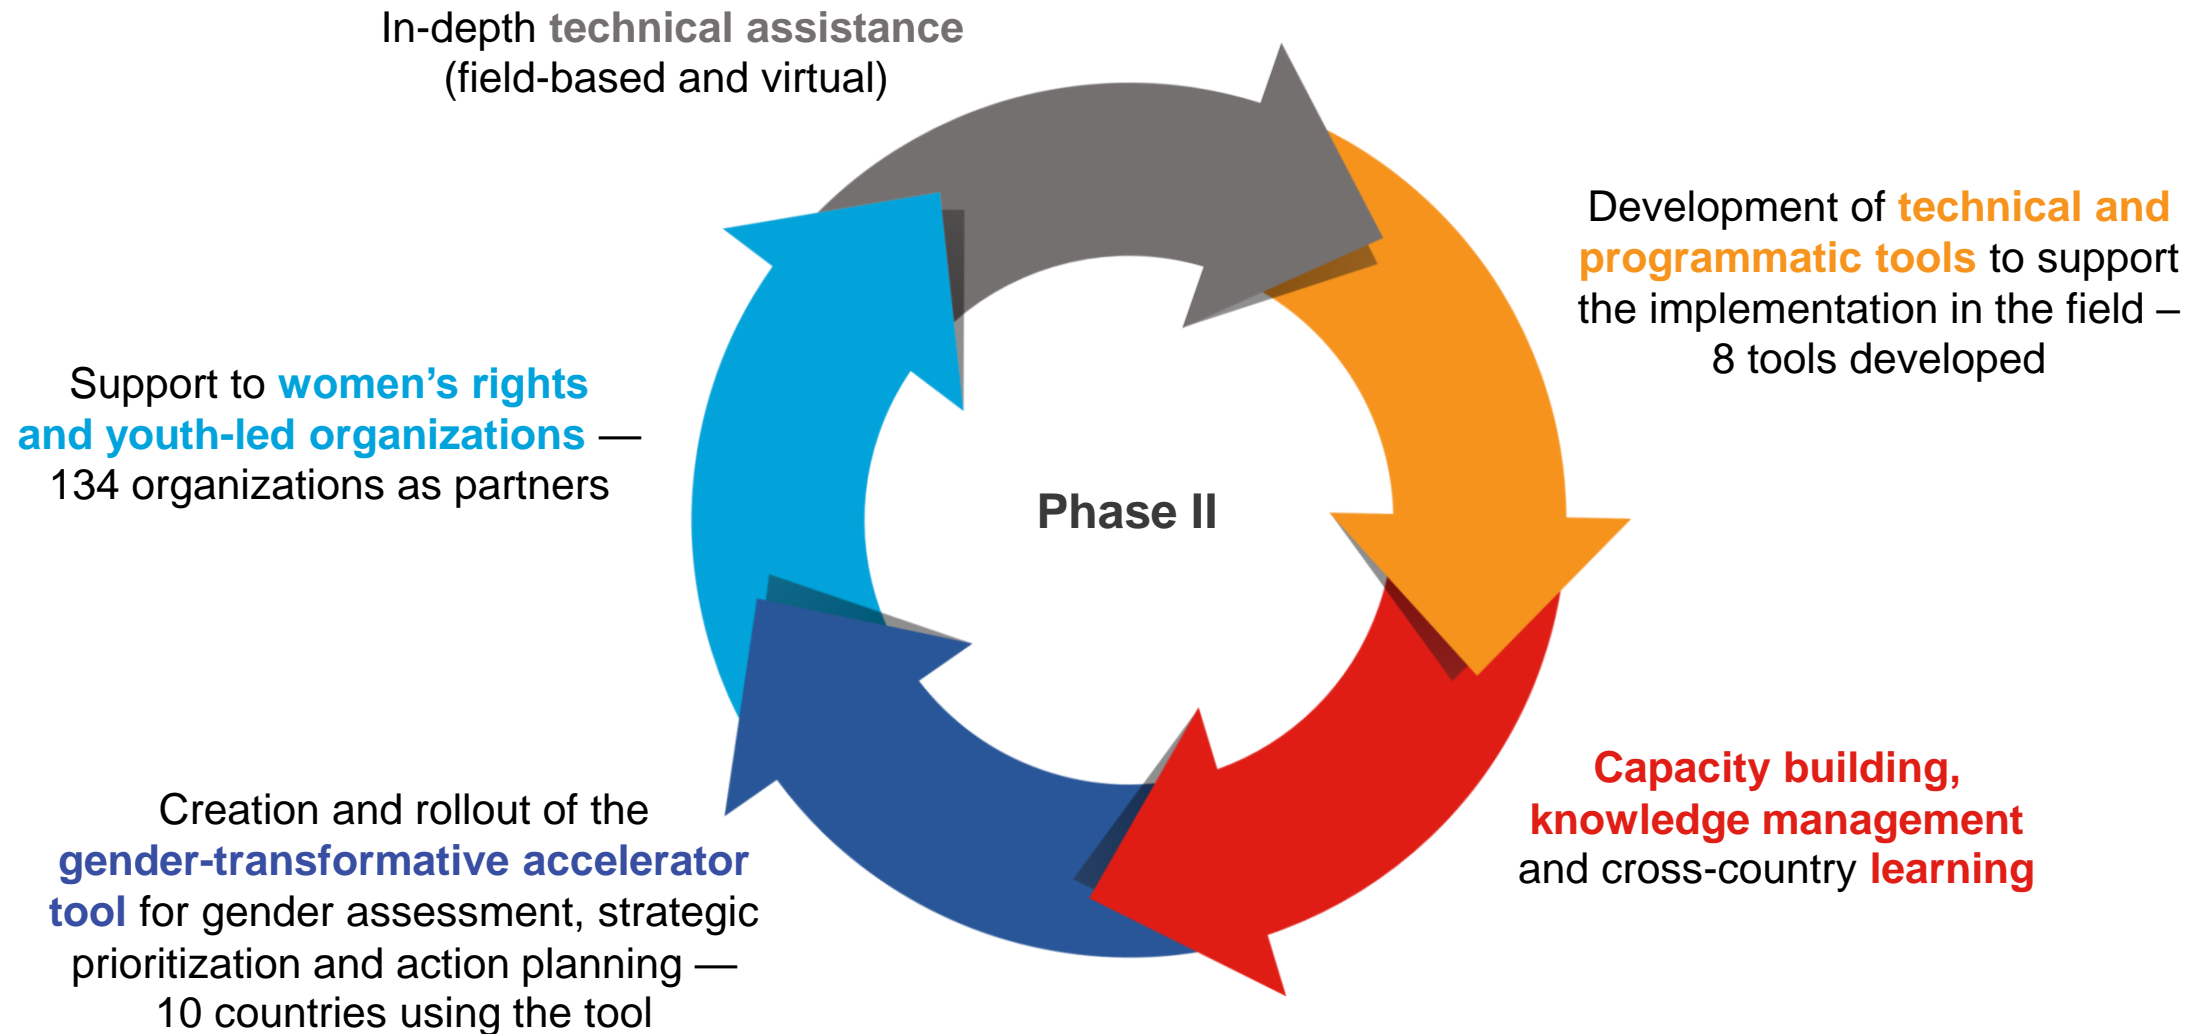 In-depth technical assistance
(field-based and virtual)
Development of technical and
programmatic tools to support
the implementation in the field –
8 tools developed
Capacity building,
knowledge management
and cross-country learning
Creation and rollout of the
gender-transformative accelerator
tool for gender assessment, strategic
prioritization and action planning —
10 countries using the tool
Support to women’s rights
and youth-led organizations —
134 organizations as partners
Phase II